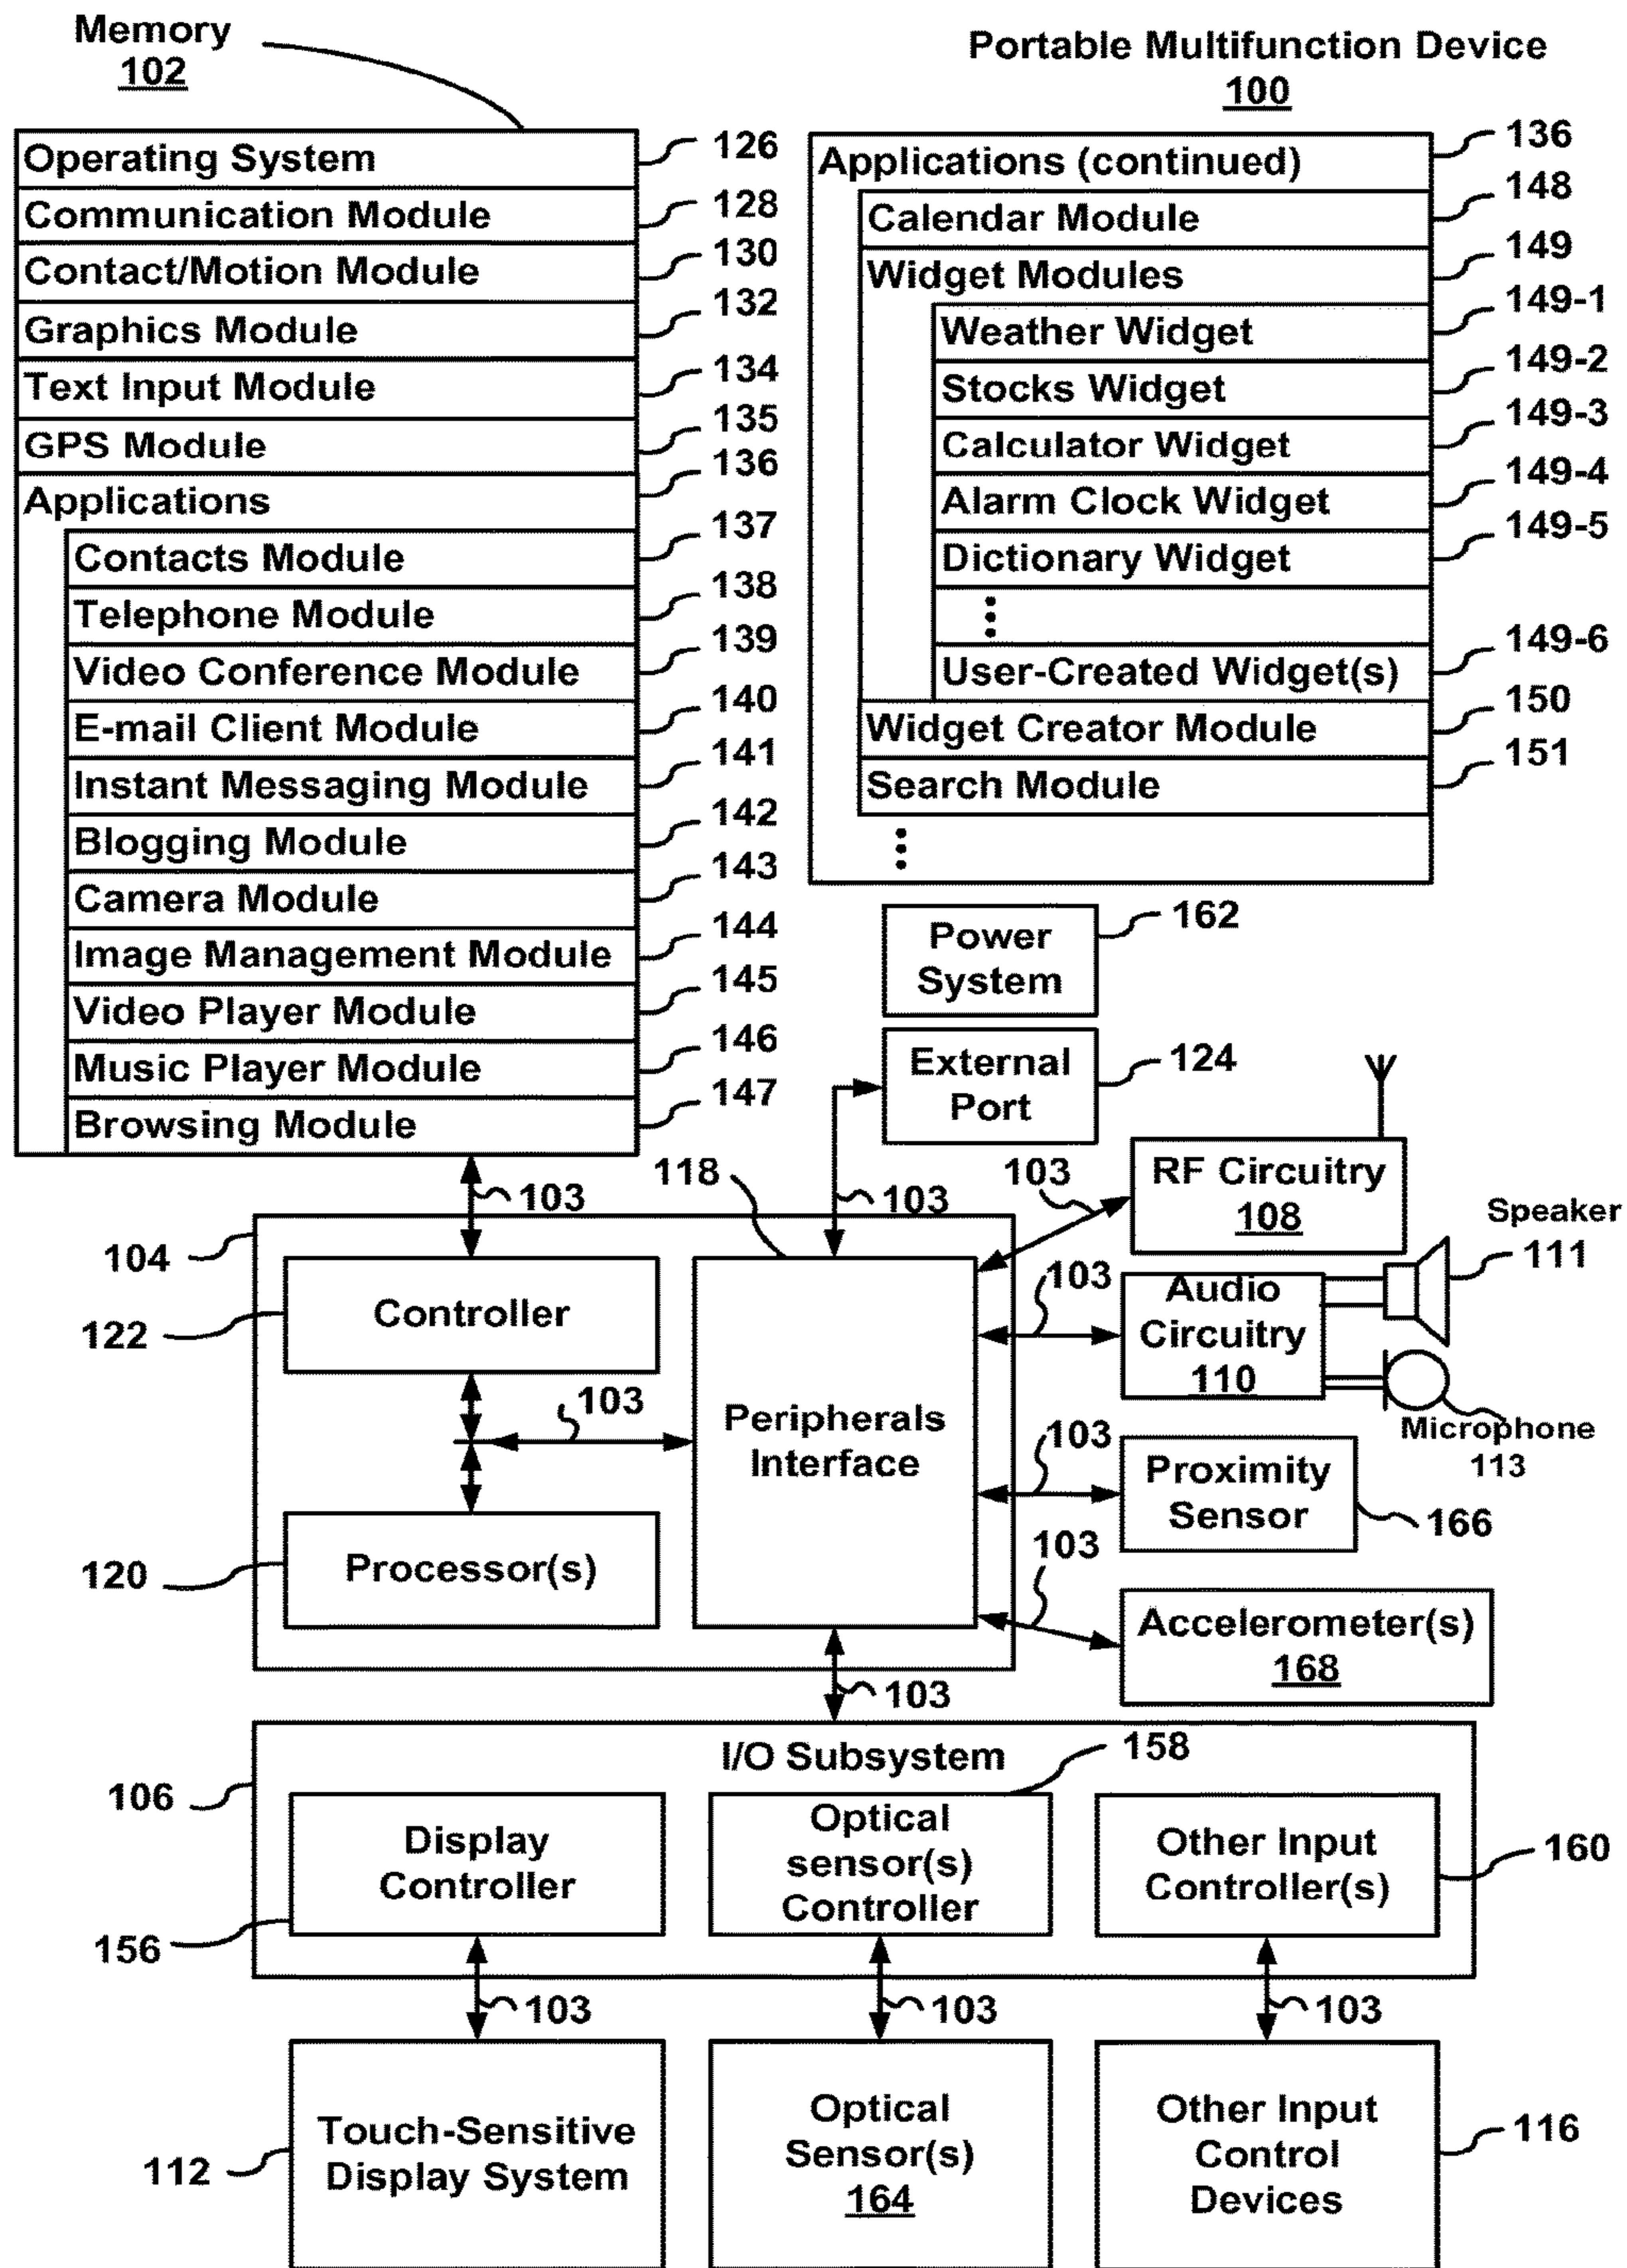 Memory
102
Portable Multifunction Device
100
Operating System
126
Communication Module
128
Contact/Motion Module
130
Graphics Module
132
Text Input Module
134
GPS Module
135
Applications
136
Contacts Module
137
Telephone Module
138
Video Conference Module
139
E-mail Client Module
140
Instant Messaging Module
141
Blogging Module
142
Camera Module
143
Image Management Module
144
Video Player Module
145
Music Player Module
146
Browsing Module
147
Applications (continued)
136
Calendar Module
148
Widget Modules
149
Weather Widget
149-1
Stocks Widget
149-2
Calculator Widget
149-3
Alarm Clock Widget
149-4
Dictionary Widget
149-5
User-Created Widget(s)
149-6
Widget Creator Module
150
Search Module
151
Power
System
162
External
Port
124
103
118
103
103
RF Circuitry
108
Speaker
111
104
Controller
122
103
Audio
Circuitry
110
Microphone
113
103
Peripherals
Interface
103
Proximity
Sensor
166
Processor(s)
120
103
Accelerometer(s)
168
103
I/O Subsystem
106
158
Display
Controller
156
Optical
sensor(s)
Controller
Other Input
Controller(s)
160
103
103
103
Touch-Sensitive
Display System
112
Optical
Sensor(s)
164
Other Input
Control
Devices
116